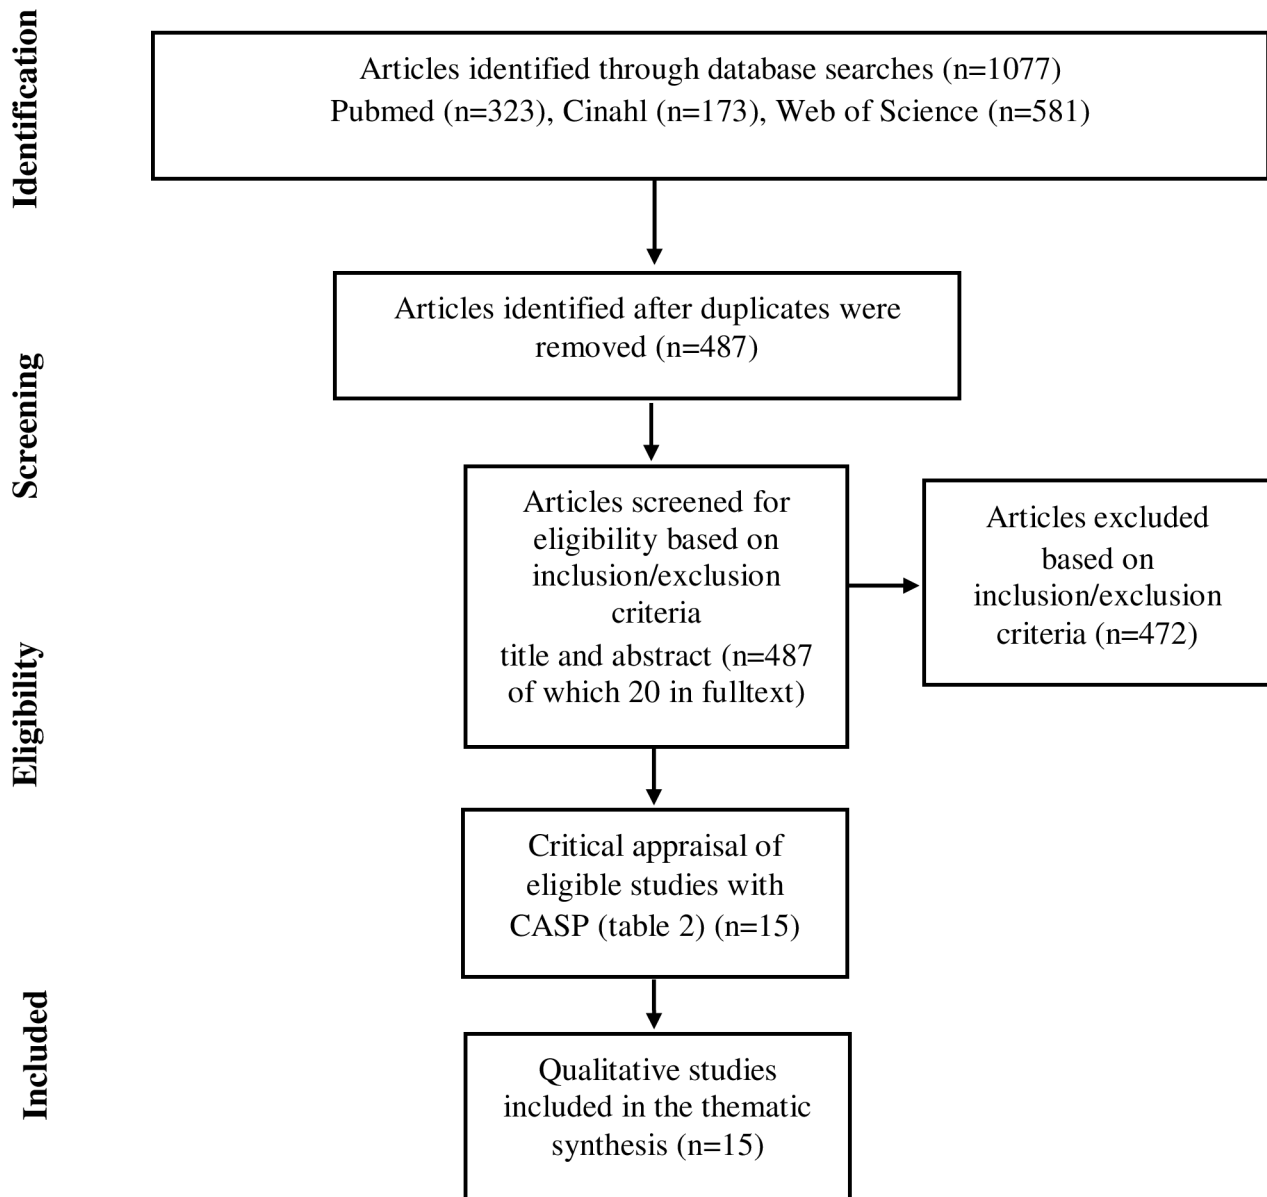 Identification
Articles identified through database searches (n=1077)
Pubmed (n=323), Cinahl (n=173), Web of Science (n=581)
Screening
Articles identified after duplicates were
removed (n=487)
Articles screened for
eligibility based on
inclusion/exclusion
criteria
title and abstract (n=487
of which 20 in fulltext)
Articles excluded
based on
inclusion/exclusion
criteria (n=472)
Eligibility
Critical appraisal of
eligible studies with
CASP (table 2) (n=15)
Included
Qualitative studies
included in the thematic
synthesis (n=15)